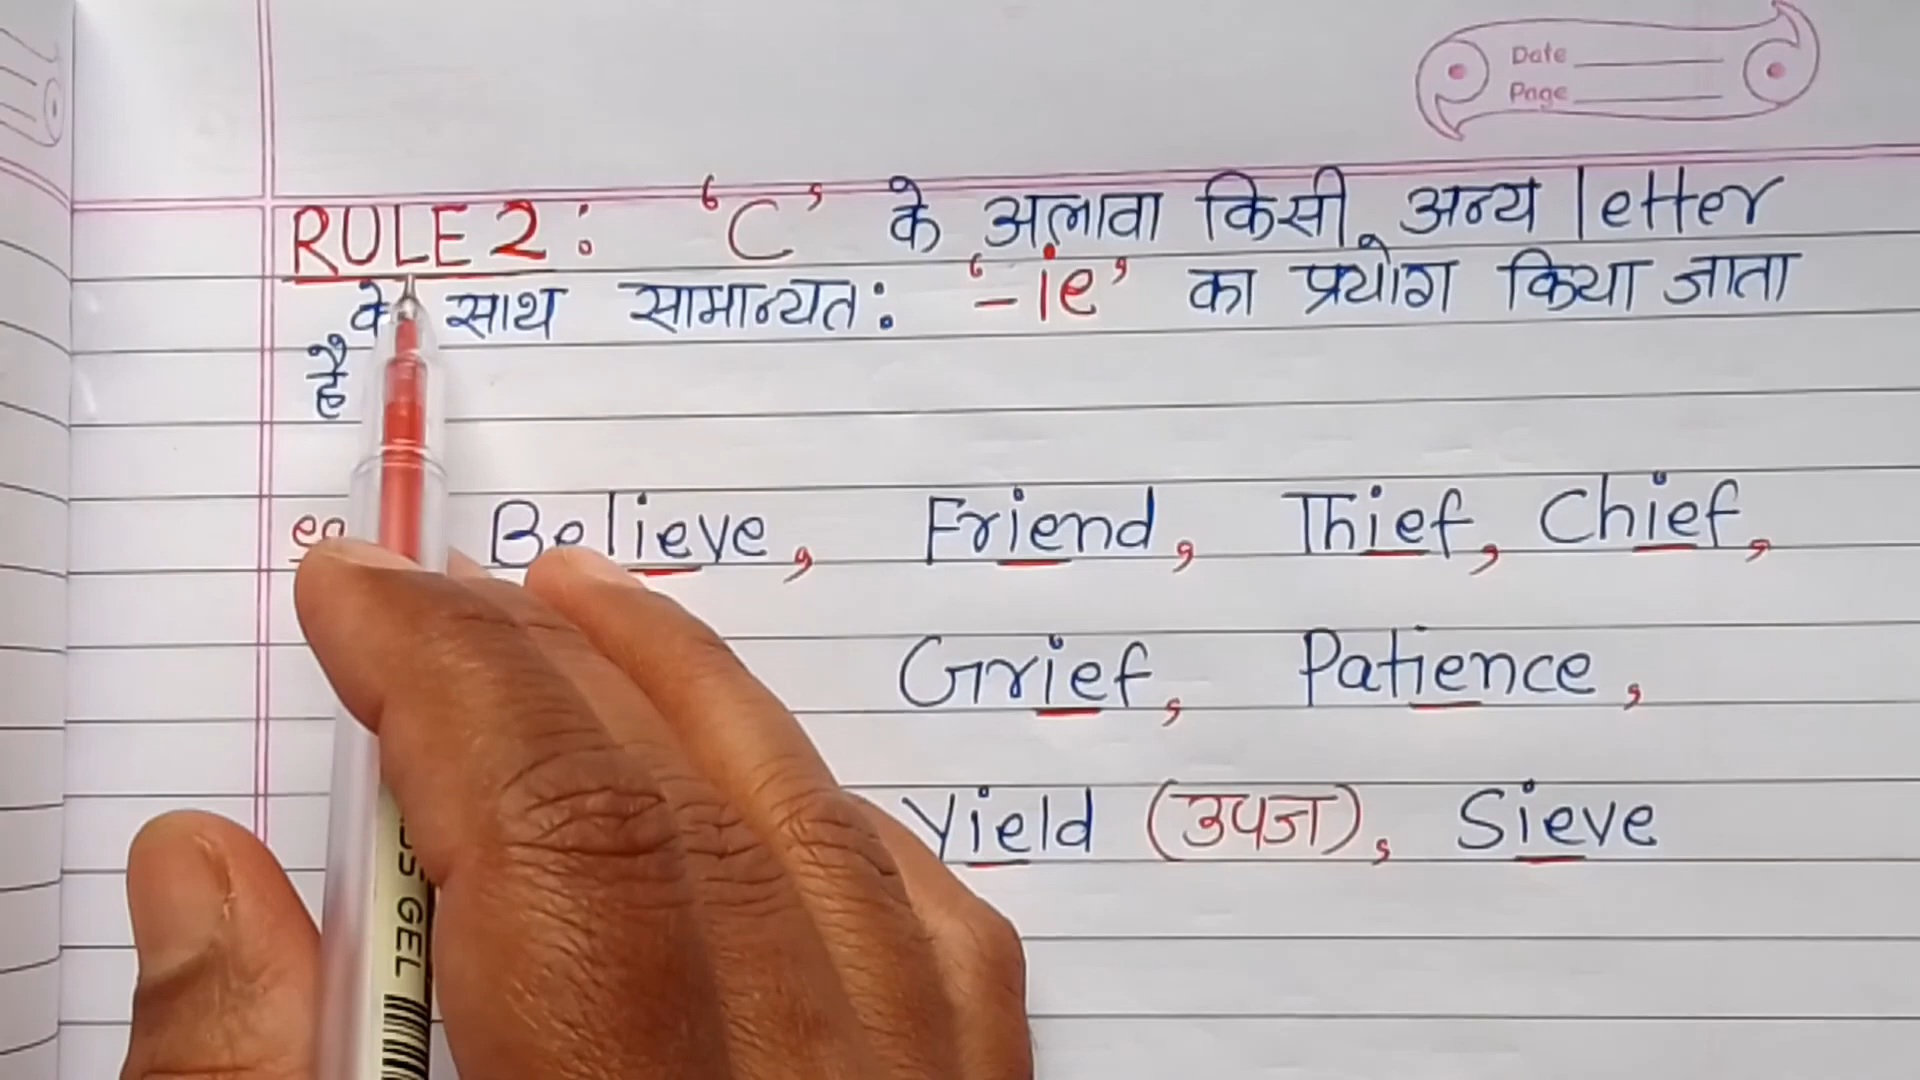 Date
Page
RULE 2 : 'C' के अलावा किसी अन्य letter
के साथ सामान्यत: '-ie' का प्रयोग किया जाता
है
Believe, Friend, Thief, Chief,
Grief, Patience,
Yield (उपज), Sieve
GEL